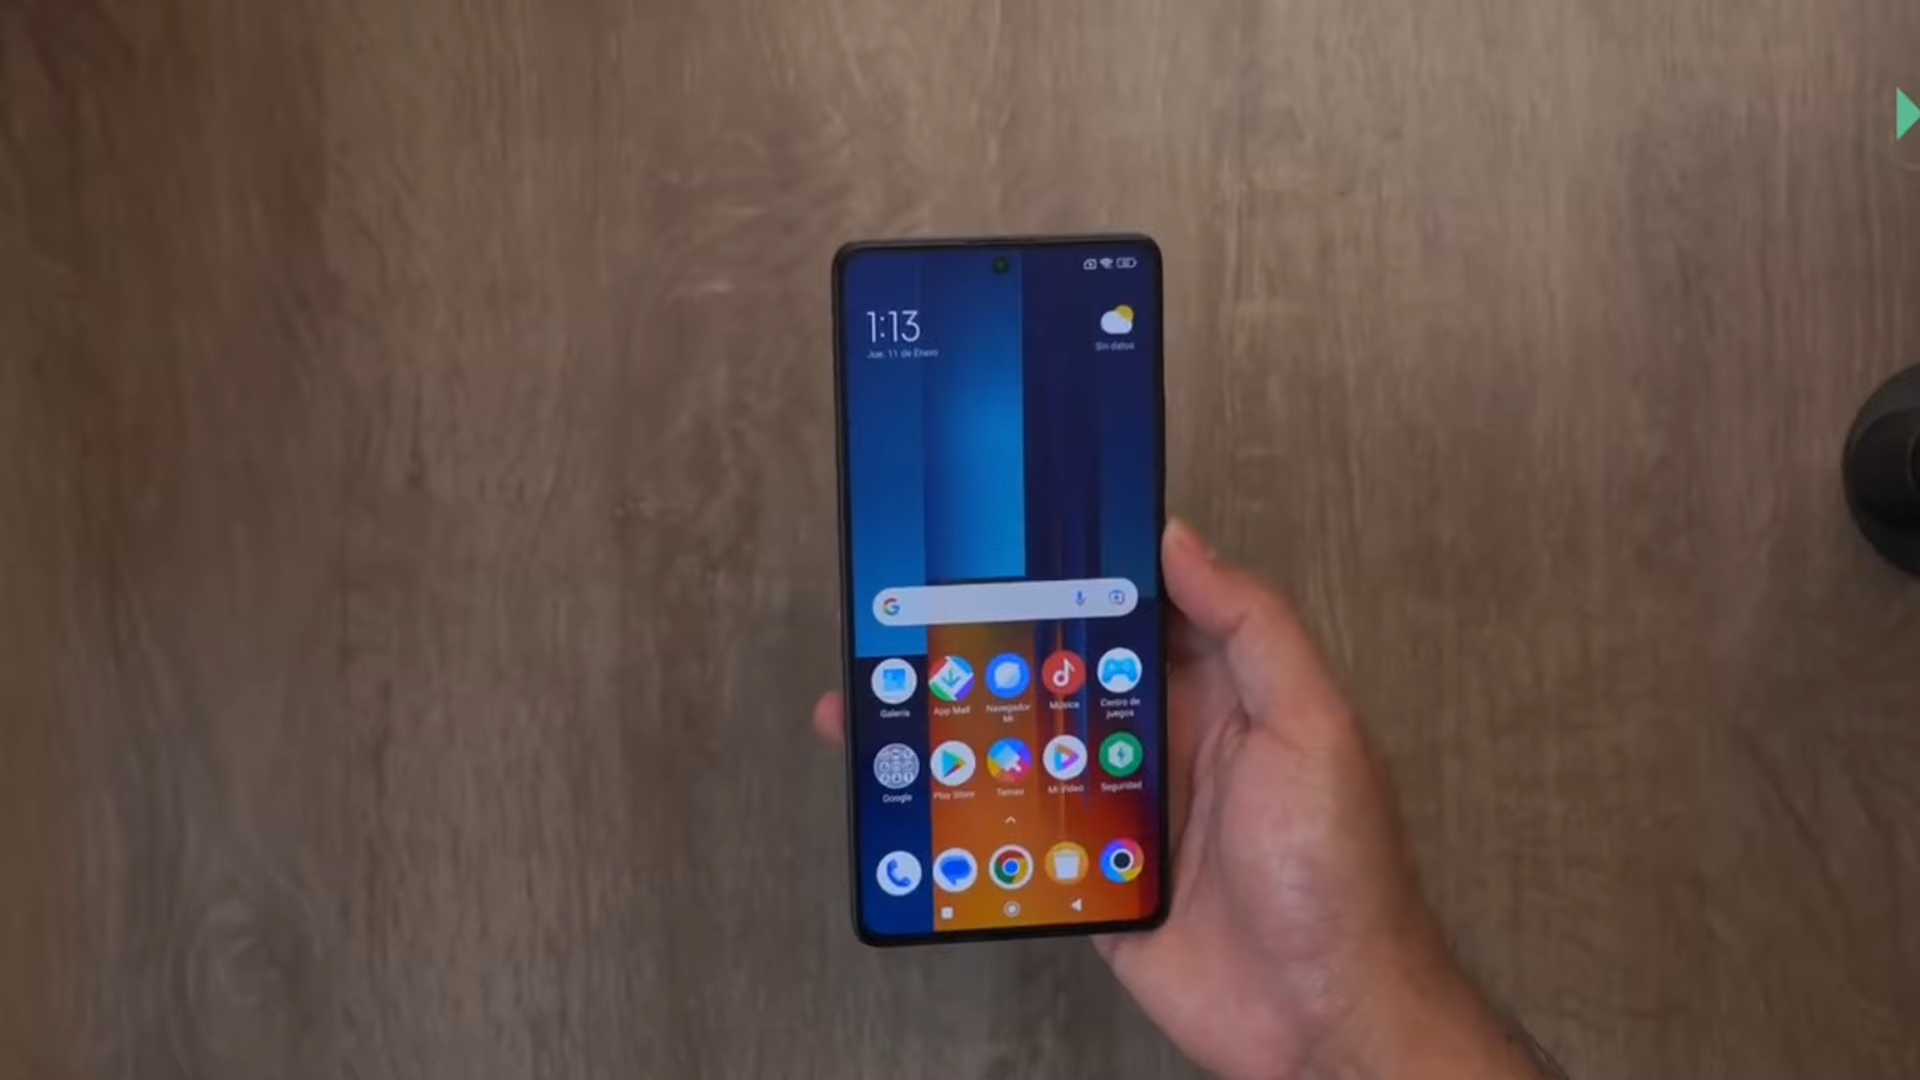 1:13
Jue. 11 de Enero
Sin datos
Galería
App Mall
Navegador
Mi
Música
Centro de
juegos
Google
Play Store
Temas
Mi Video
Seguridad